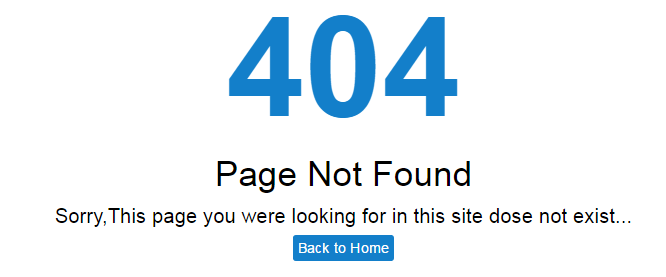 404
Page Not Found
Sorry,This page you were looking for in this site dose not exist...
Back to Home